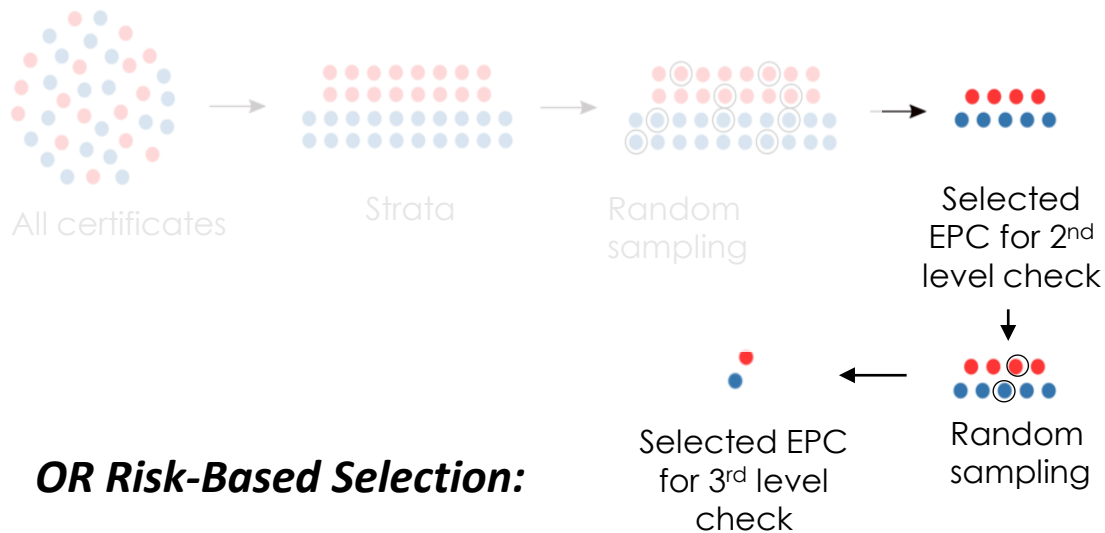 All certificates
Strata
Random
sampling
Selected
EPC for 2nd
level check
Random
sampling
Selected EPC
for 3rd level
check
OR Risk-Based Selection: